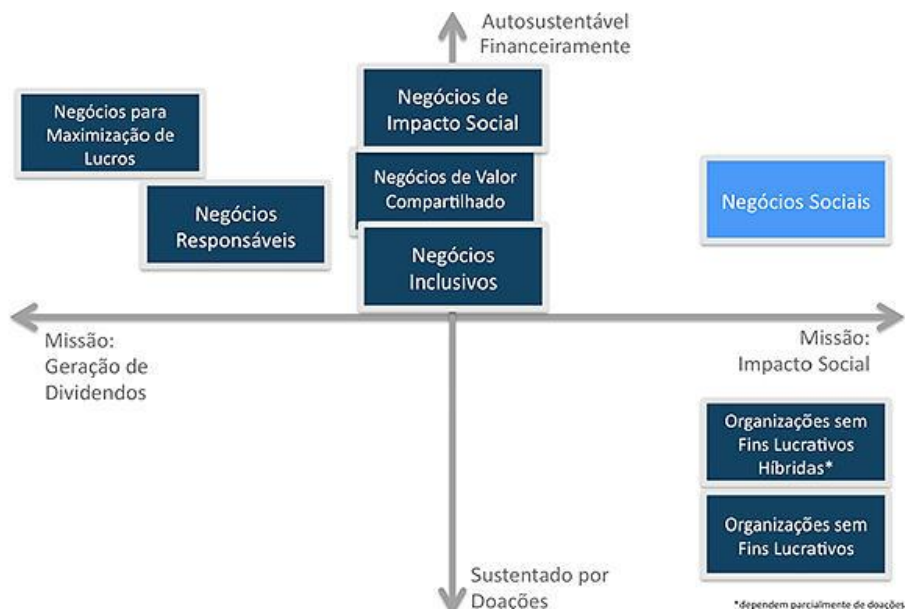 Autosustentável
Financeiramente
Negócios para
Maximização de
Lucros
Negócios de
Impacto Social
Negócios de Valor
Compartilhado
Negócios Sociais
Negócios
Responsáveis
Negócios
Inclusivos
Missão:
Geração de
Dividendos
Missão:
Impacto Social
Organizações sem
Fins Lucrativos
Híbridas*
Organizações sem
Fins Lucrativos
Sustentado por
Doações
*dependem parcialmente de doações